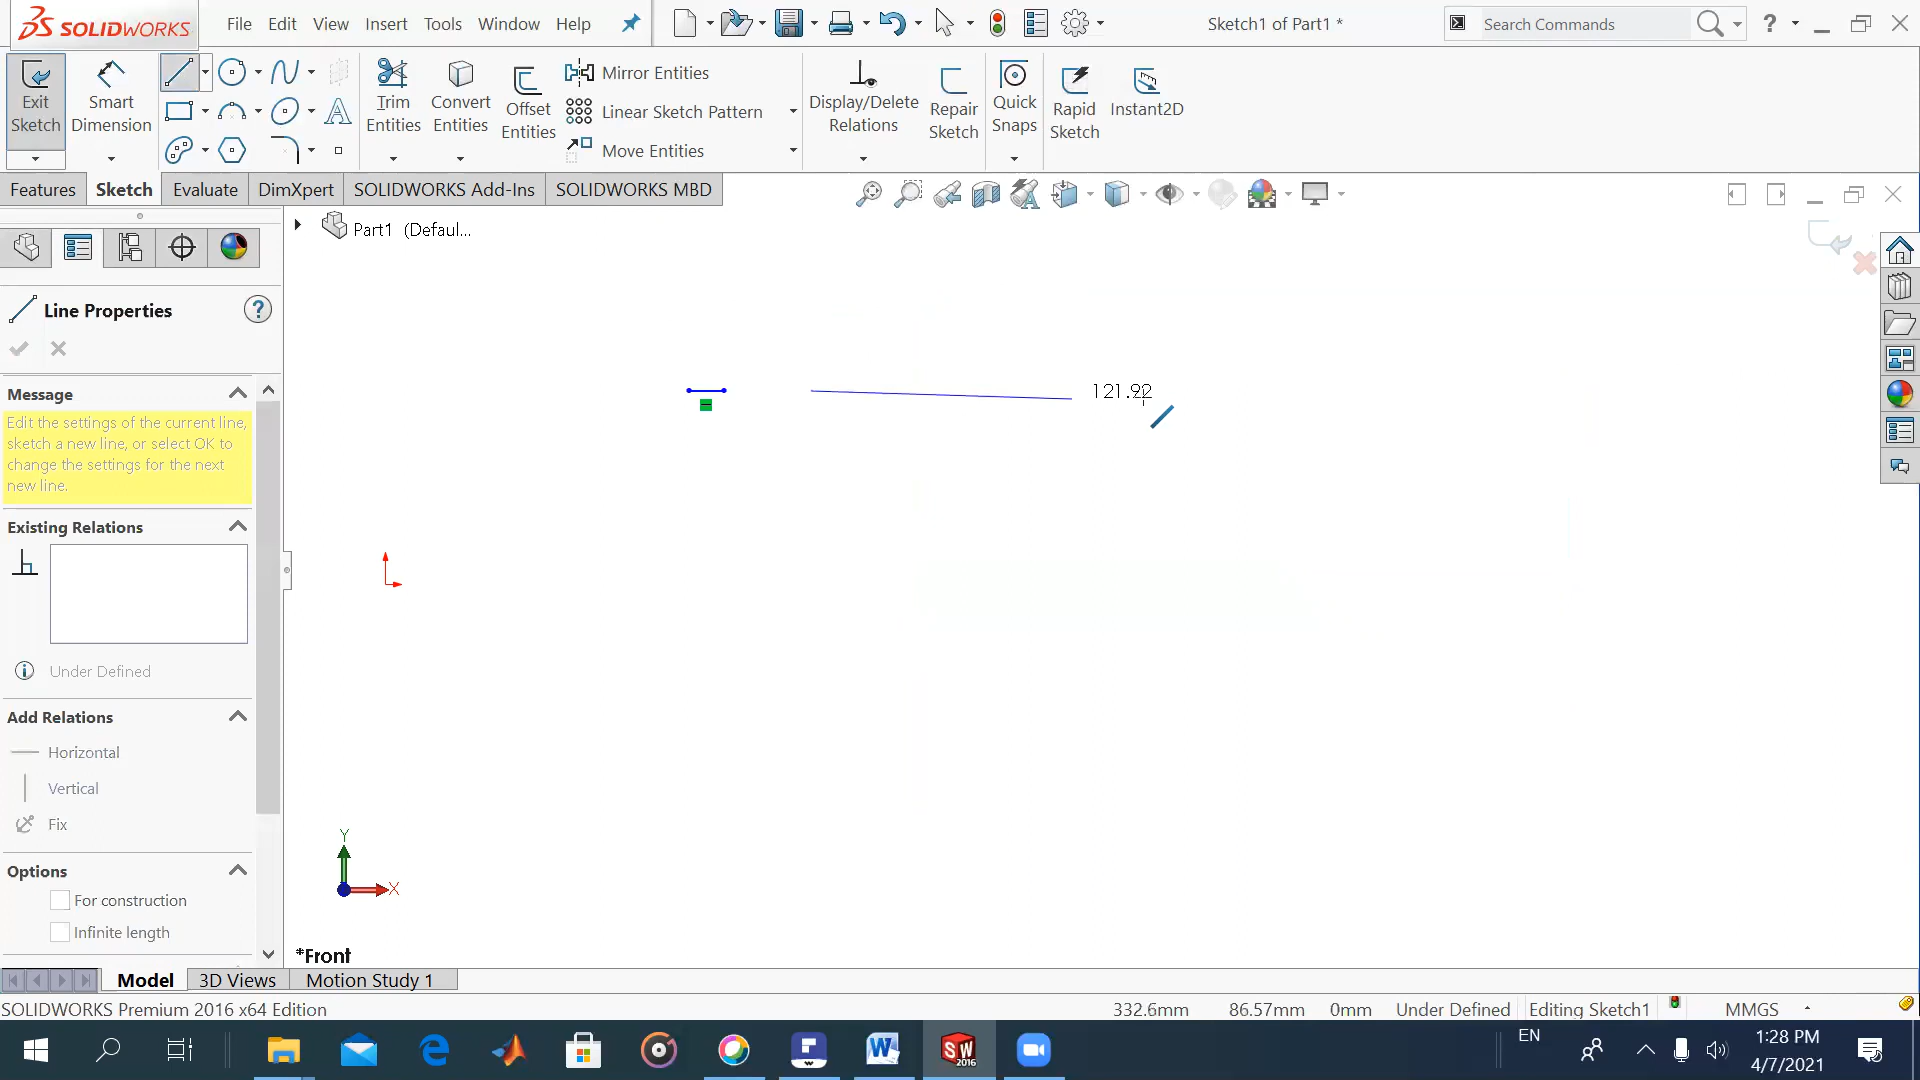 SOLIDWORKS
File Edit View Insert Tools Window Help
Sketch1 of Part1 *
Search Commands
Exit Sketch
Smart Dimension
Trim Entities
Convert Entities
Offset Entities
Mirror Entities
Linear Sketch Pattern
Move Entities
Display/Delete Relations
Repair Sketch
Quick Snaps
Rapid Sketch
Instant2D
Features Sketch Evaluate DimXpert SOLIDWORKS Add-Ins SOLIDWORKS MBD
Part1 (Defaul...
Line Properties
Message
Edit the settings of the current line,
sketch a new line, or select OK to
change the settings for the next
new line.
Existing Relations
Under Defined
Add Relations
Horizontal
Vertical
Fix
Options
For construction
Infinite length
121.92
Y
X
*Front
Model 3D Views Motion Study 1
SOLIDWORKS Premium 2016 x64 Edition
332.6mm 86.57mm 0mm Under Defined Editing Sketch1 MMGS
EN
1:28 PM
4/7/2021
SW
2016